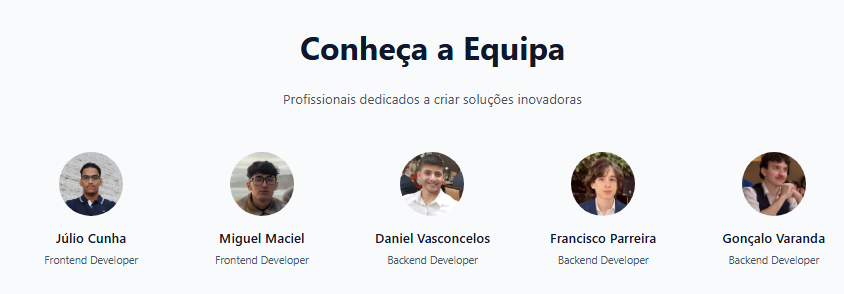 Conheça a Equipa
Profissionais dedicados a criar soluções inovadoras
Júlio Cunha
Frontend Developer
Miguel Maciel
Frontend Developer
Daniel Vasconcelos
Backend Developer
Francisco Parreira
Backend Developer
Gonçalo Varanda
Backend Developer